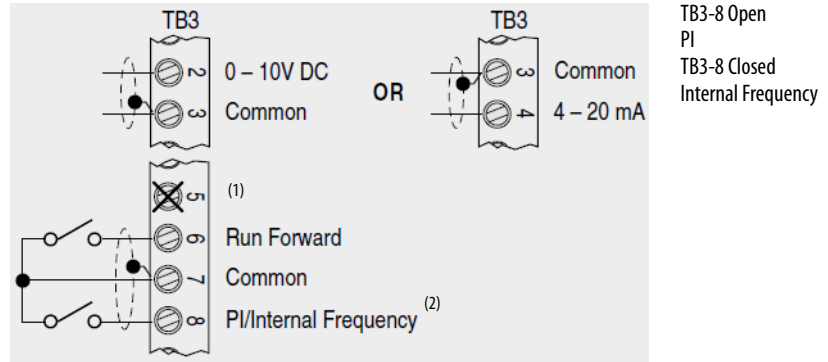 TB3
2
0 – 10V DC
3
Common
OR
TB3
3
Common
4
4 – 20 mA
5
(1)
6
Run Forward
7
Common
8
PI/Internal Frequency (2)
TB3-8 Open
PI
TB3-8 Closed
Internal Frequency